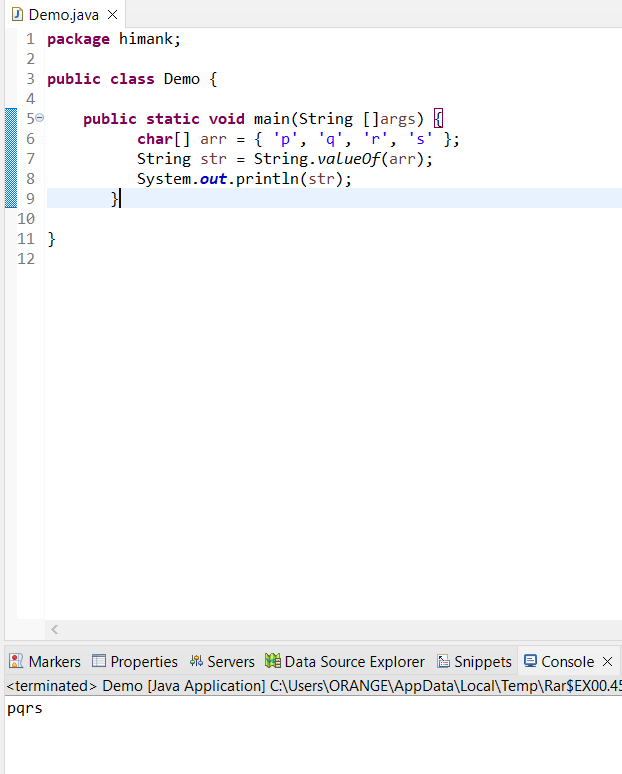 Demo.java
1 package himank;
2
3 public class Demo {
4
5 public static void main(String []args) {
6 char[] arr = { 'p', 'q', 'r', 's' };
7 String str = String.valueOf(arr);
8 System.out.println(str);
9 }
10
11 }
12
Markers Properties Servers Data Source Explorer Snippets Console
<terminated> Demo [Java Application] C:\Users\ORANGE\AppData\Local\Temp\Rar$EX00.45
pqrs